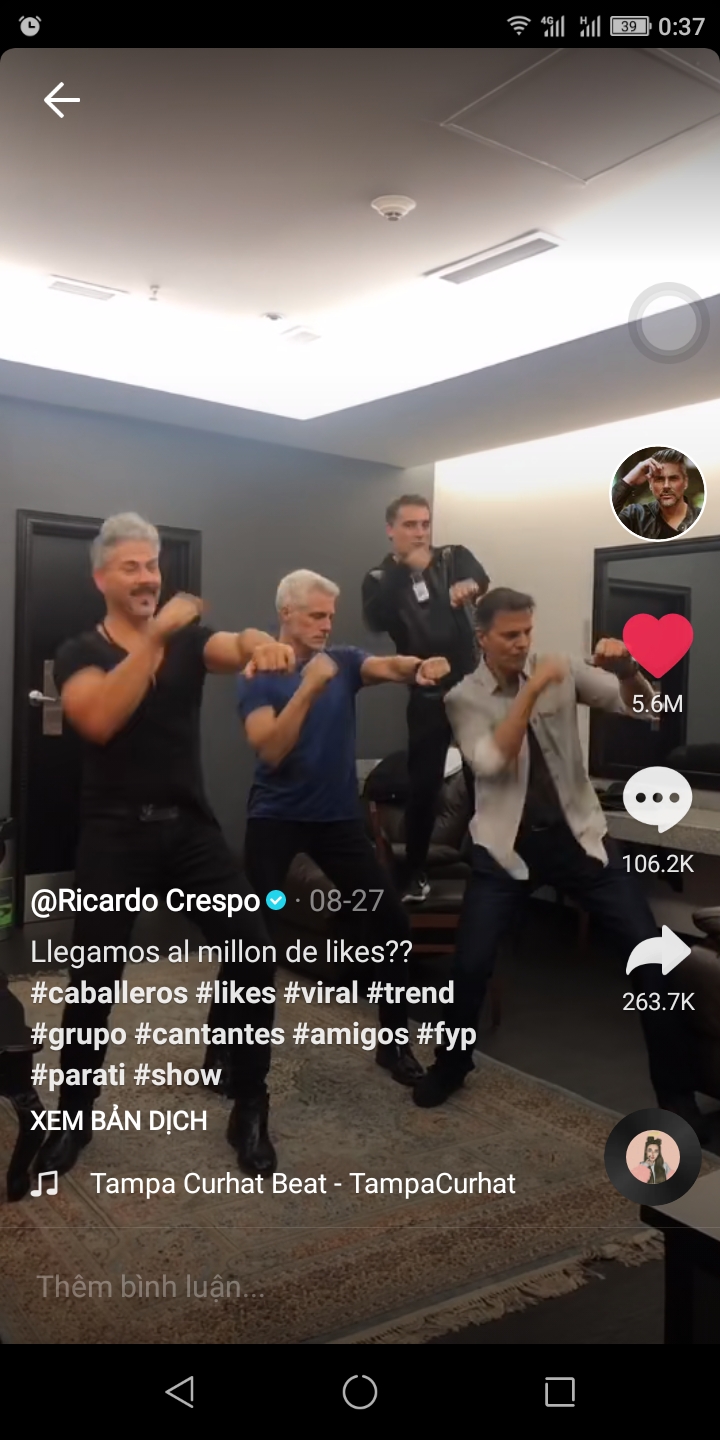 4G H 39 0:37
5.6M
106.2K
@Ricardo Crespo · 08-27
Llegamos al millon de likes??
#caballeros #likes #viral #trend
263.7K
#grupo #cantantes #amigos #fyp
#parati #show
XEM BẢN DỊCH
Tampa Curhat Beat - TampaCurhat
Thêm bình luận...